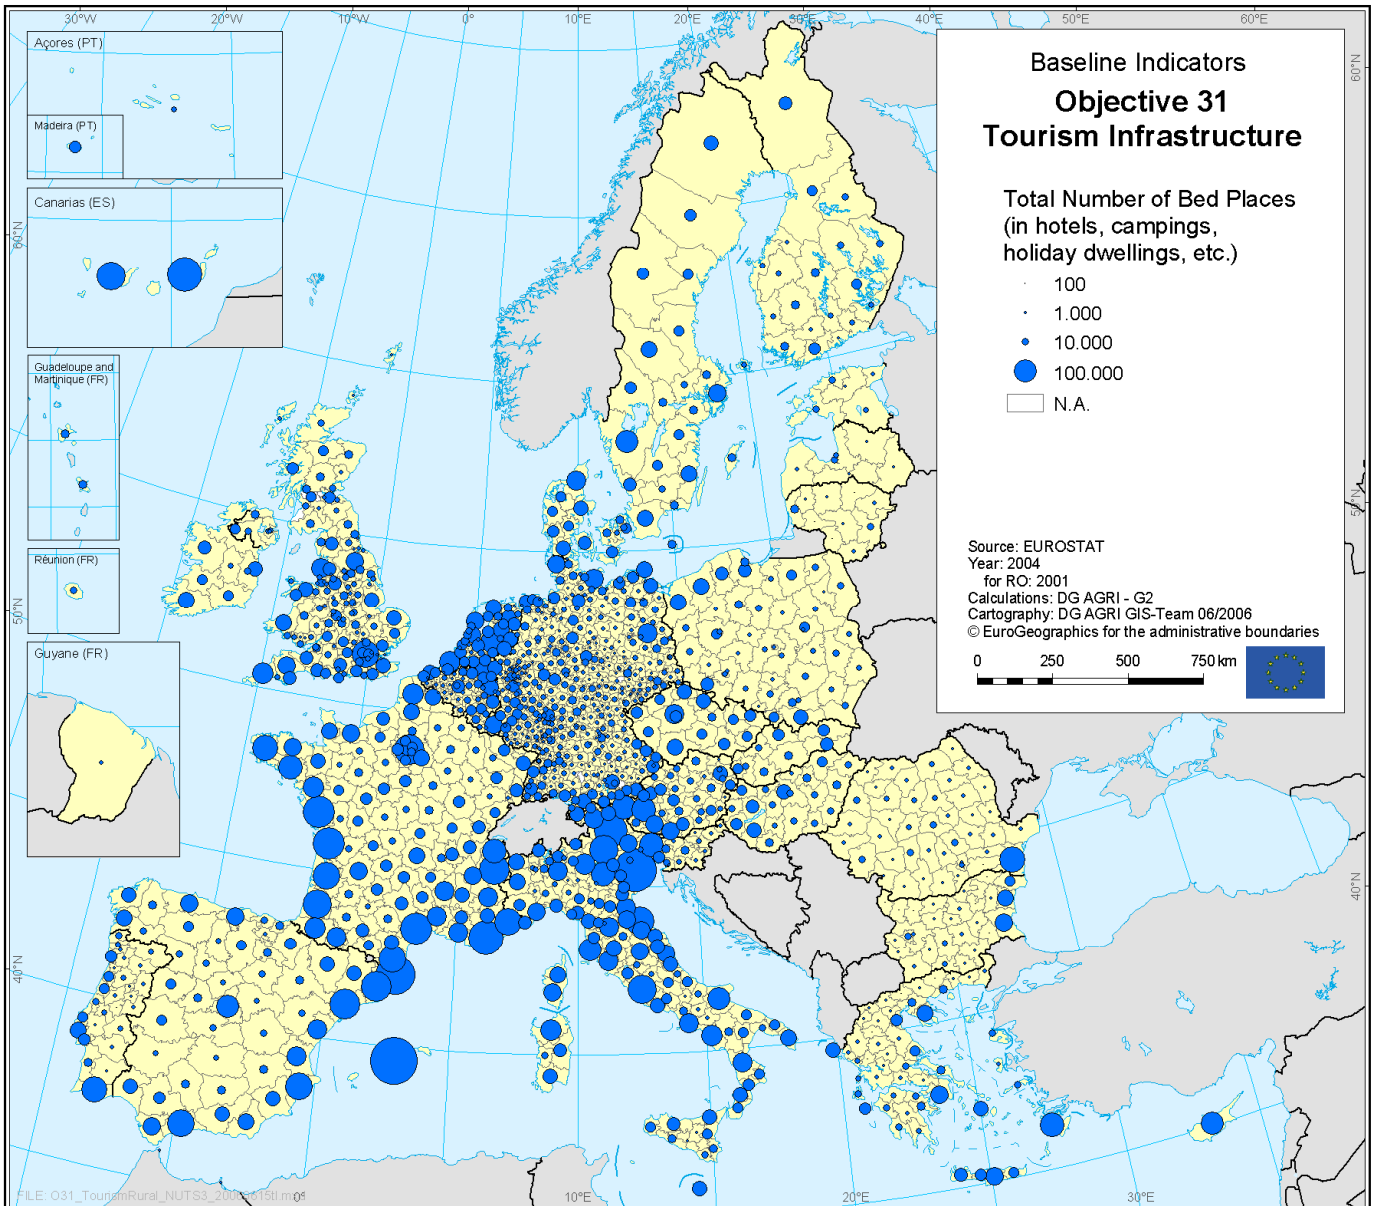 30°W
20°W
10°W
0°
10°E
20°E
30°E
40°E
50°E
60°E
Açores (PT)
Madeira (PT)
Canarias (ES)
Guadeloupe and
Martinique (FR)
Réunion (FR)
Guyane (FR)
Baseline Indicators
Objective 31
Tourism Infrastructure
Total Number of Bed Places
(in hotels, campings,
holiday dwellings, etc.)
100
1.000
10.000
100.000
N.A.
Source: EUROSTAT
Year: 2004
for RO: 2001
Calculations: DG AGRI - G2
Cartography: DG AGRI GIS-Team 06/2006
© EuroGeographics for the administrative boundaries
0 250 500 750 km
60°N
50°N
40°N
60°N
50°N
40°N
0°
10°E
20°E
30°E